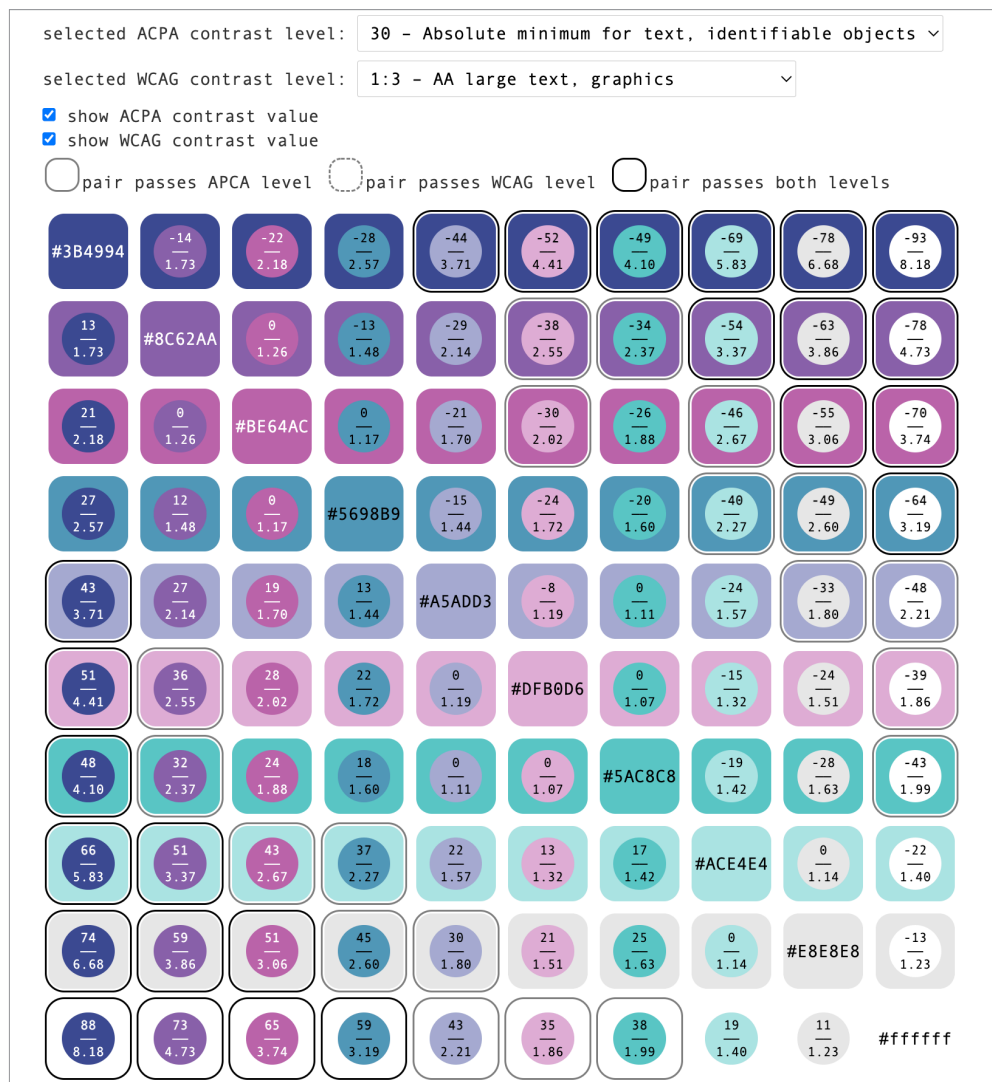 selected ACPA contrast level: 30 – Absolute minimum for text, identifiable objects
selected WCAG contrast level: 1:3 – AA large text, graphics
show ACPA contrast value
show WCAG contrast value
pair passes APCA level pair passes WCAG level pair passes both levels
#3B4994 -14 -22 -28 -44 -52 -49 -69 -78 -93
1.73 2.18 2.57 3.71 4.41 4.10 5.83 6.68 8.18
13 #8C62AA 0 -13 -29 -38 -34 -54 -63 -78
1.73 1.26 1.48 2.14 2.55 2.37 3.37 3.86 4.73
21 0 #BE64AC 0 -21 -30 -26 -46 -55 -70
2.18 1.26 1.17 1.70 2.02 1.88 2.67 3.06 3.74
27 12 0 #5698B9 -15 -24 -20 -40 -49 -64
2.57 1.48 1.17 1.44 1.72 1.60 2.27 2.60 3.19
43 27 19 13 #A5ADD3 -8 0 -24 -33 -48
3.71 2.14 1.70 1.44 1.19 1.11 1.57 1.80 2.21
51 36 28 22 0 #DFB0D6 0 -15 -24 -39
4.41 2.55 2.02 1.72 1.19 1.07 1.32 1.51 1.86
48 32 24 18 0 0 #5AC8C8 -19 -28 -43
4.10 2.37 1.88 1.60 1.11 1.07 1.42 1.63 1.99
66 51 43 37 22 13 17 #ACE4E4 0 -22
5.83 3.37 2.67 2.27 1.57 1.32 1.42 1.14 1.40
74 59 51 45 30 21 25 0 #E8E8E8 -13
6.68 3.86 3.06 2.60 1.80 1.51 1.63 1.14 1.23
88 73 65 59 43 35 38 19 11 #ffffff
8.18 4.73 3.74 3.19 2.21 1.86 1.99 1.40 1.23